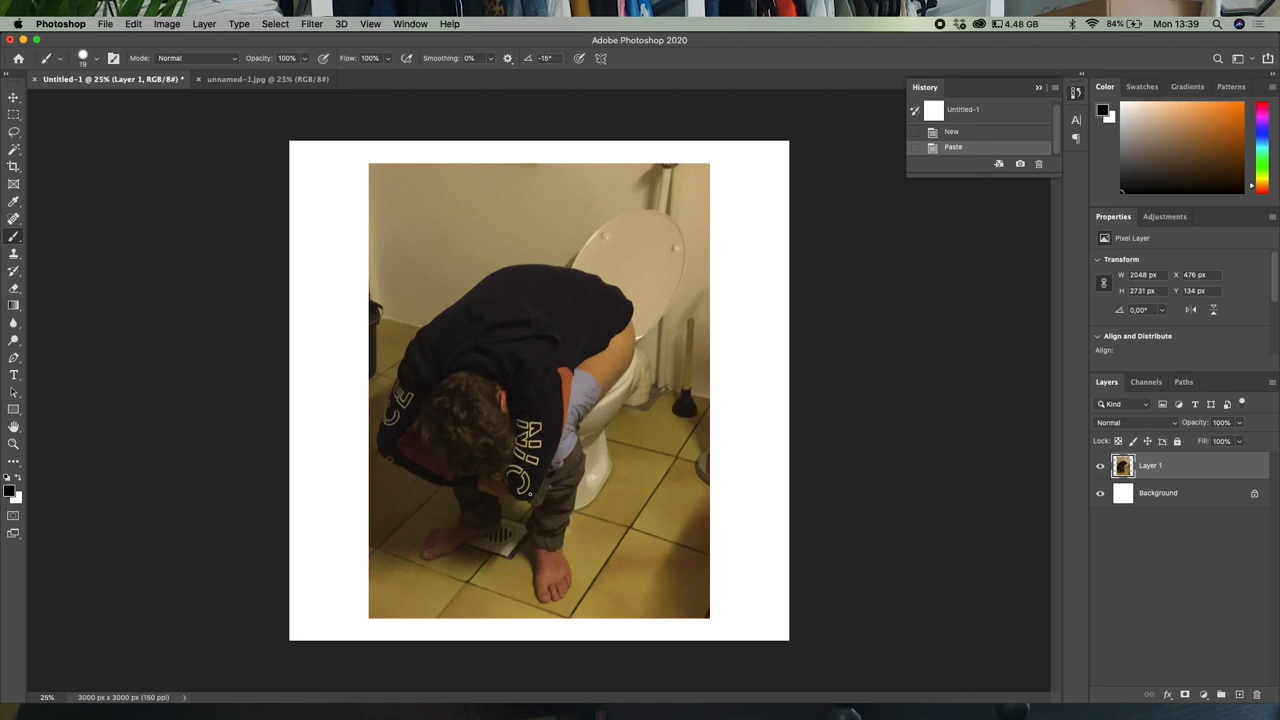 Photoshop File Edit Image Layer Type Select Filter 3D View Window Help 4.48 GB 84% Mon 13:39
Adobe Photoshop 2020
19 Mode: Normal Opacity: 100% Flow: 100% Smoothing: 0% -15°
× Untitled-1 @ 25% (Layer 1, RGB/8#) * × unnamed-1.jpg @ 25% (RGB/8#)
History
Untitled-1
New
Paste
Color Swatches Gradients Patterns
Properties Adjustments
Pixel Layer
Transform
W 2048 px X 476 px
H 2731 px Y 134 px
0,00°
Align and Distribute
Align:
Layers Channels Paths
Kind
Normal Opacity: 100%
Lock: Fill: 100%
Layer 1
Background
fx
NIC.
25% 3000 px x 3000 px (150 ppi)